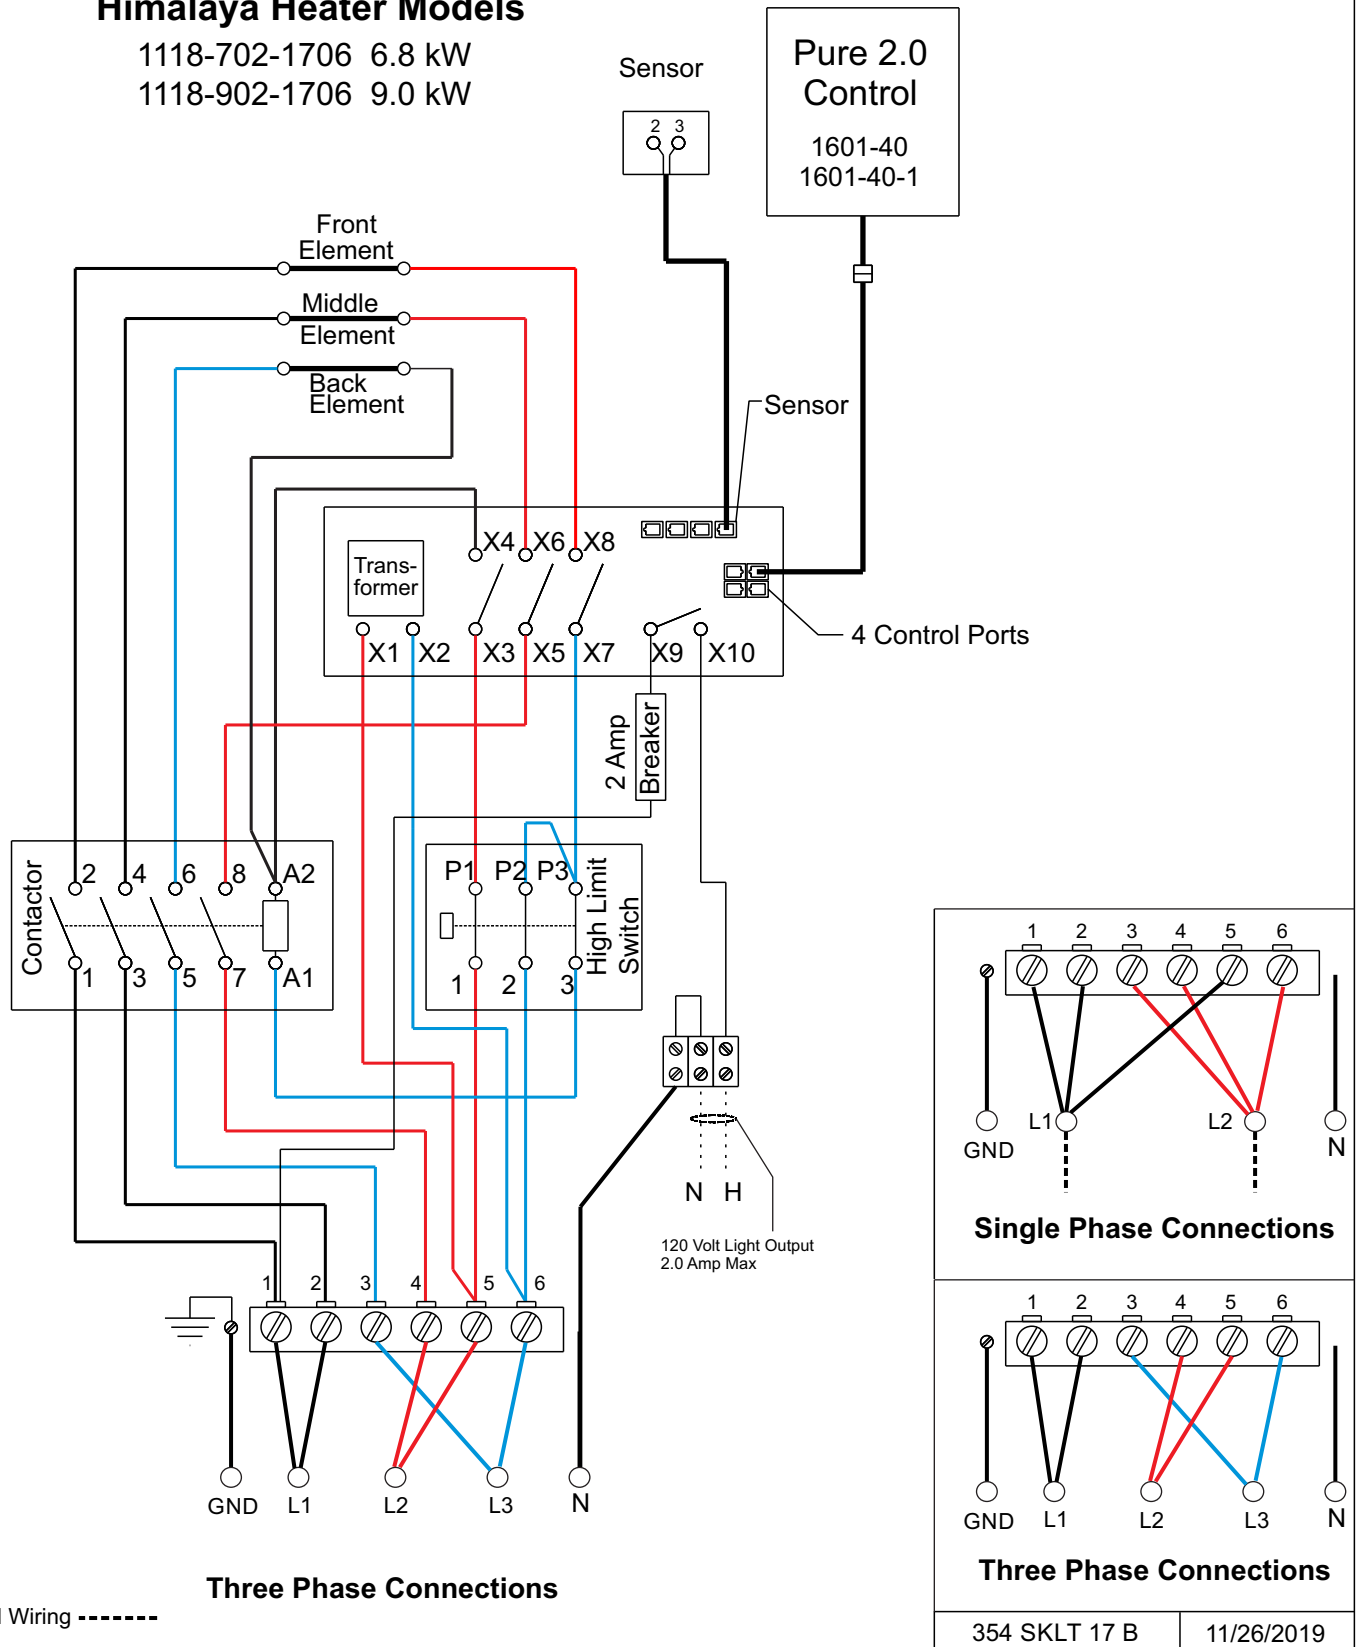 Himalaya Heater Models
1118-702-1706 6.8 kW
1118-902-1706 9.0 kW
Sensor
2 3
Pure 2.0
Control
1601-40
1601-40-1
Front
Element
Middle
Element
Back
Element
Sensor
Trans-
former
X4 X6 X8
X1 X2 X3 X5 X7 X9 X10
4 Control Ports
2 Amp
Breaker
Contactor
2 4 6 8 A2
1 3 5 7 A1
P1 P2 P3
1 2 3
High Limit
Switch
N H
120 Volt Light Output
2.0 Amp Max
1 2 3 4 5 6
GND L1 L2 L3 N
Three Phase Connections
Wiring
1 2 3 4 5 6
GND L1 L2 N
Single Phase Connections
1 2 3 4 5 6
GND L1 L2 L3 N
Three Phase Connections
354 SKLT 17 B 11/26/2019